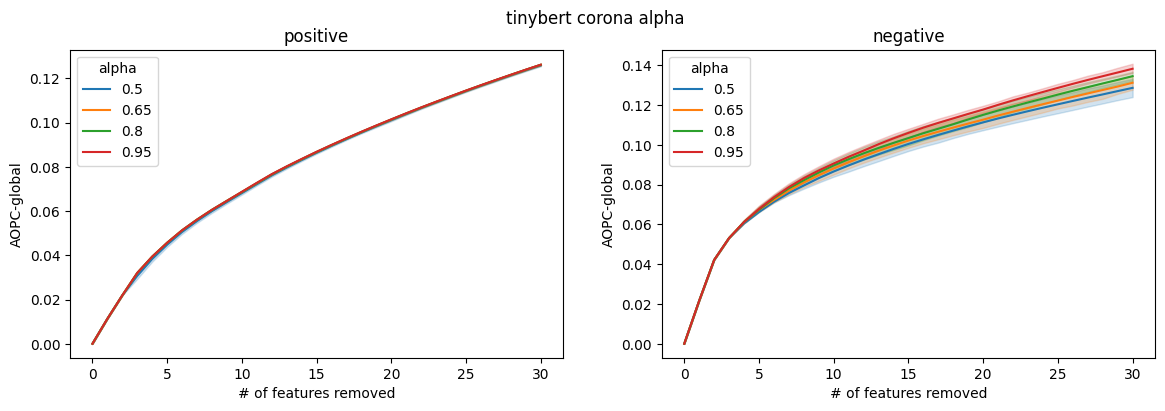 tinybert corona alpha
positive
AOPC-global
0.12
0.10
0.08
0.06
0.04
0.02
0.00
alpha
0.5
0.65
0.8
0.95
0 5 10 15 20 25 30
# of features removed
negative
AOPC-global
0.14
0.12
0.10
0.08
0.06
0.04
0.02
0.00
alpha
0.5
0.65
0.8
0.95
0 5 10 15 20 25 30
# of features removed